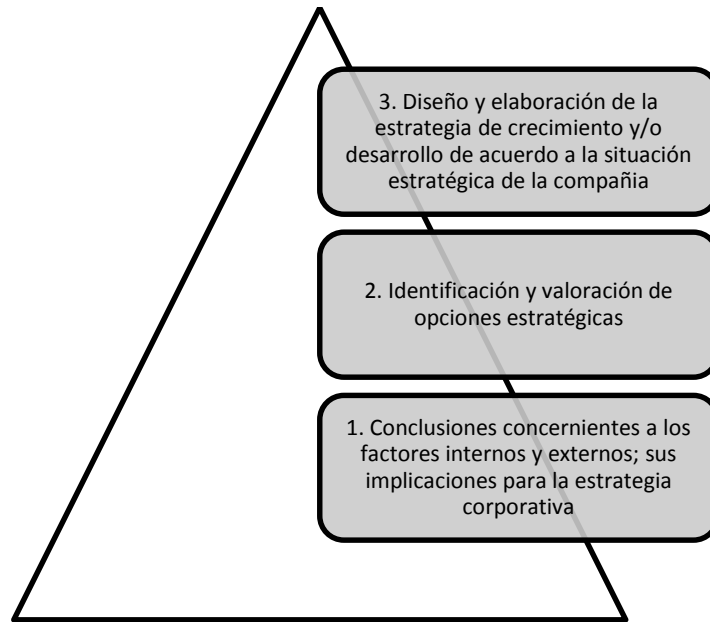 3. Diseño y elaboración de la
estrategia de crecimiento y/o
desarrollo de acuerdo a la situación
estratégica de la compañia
2. Identificación y valoración de
opciones estratégicas
1. Conclusiones concernientes a los
factores internos y externos; sus
implicaciones para la estrategia
corporativa